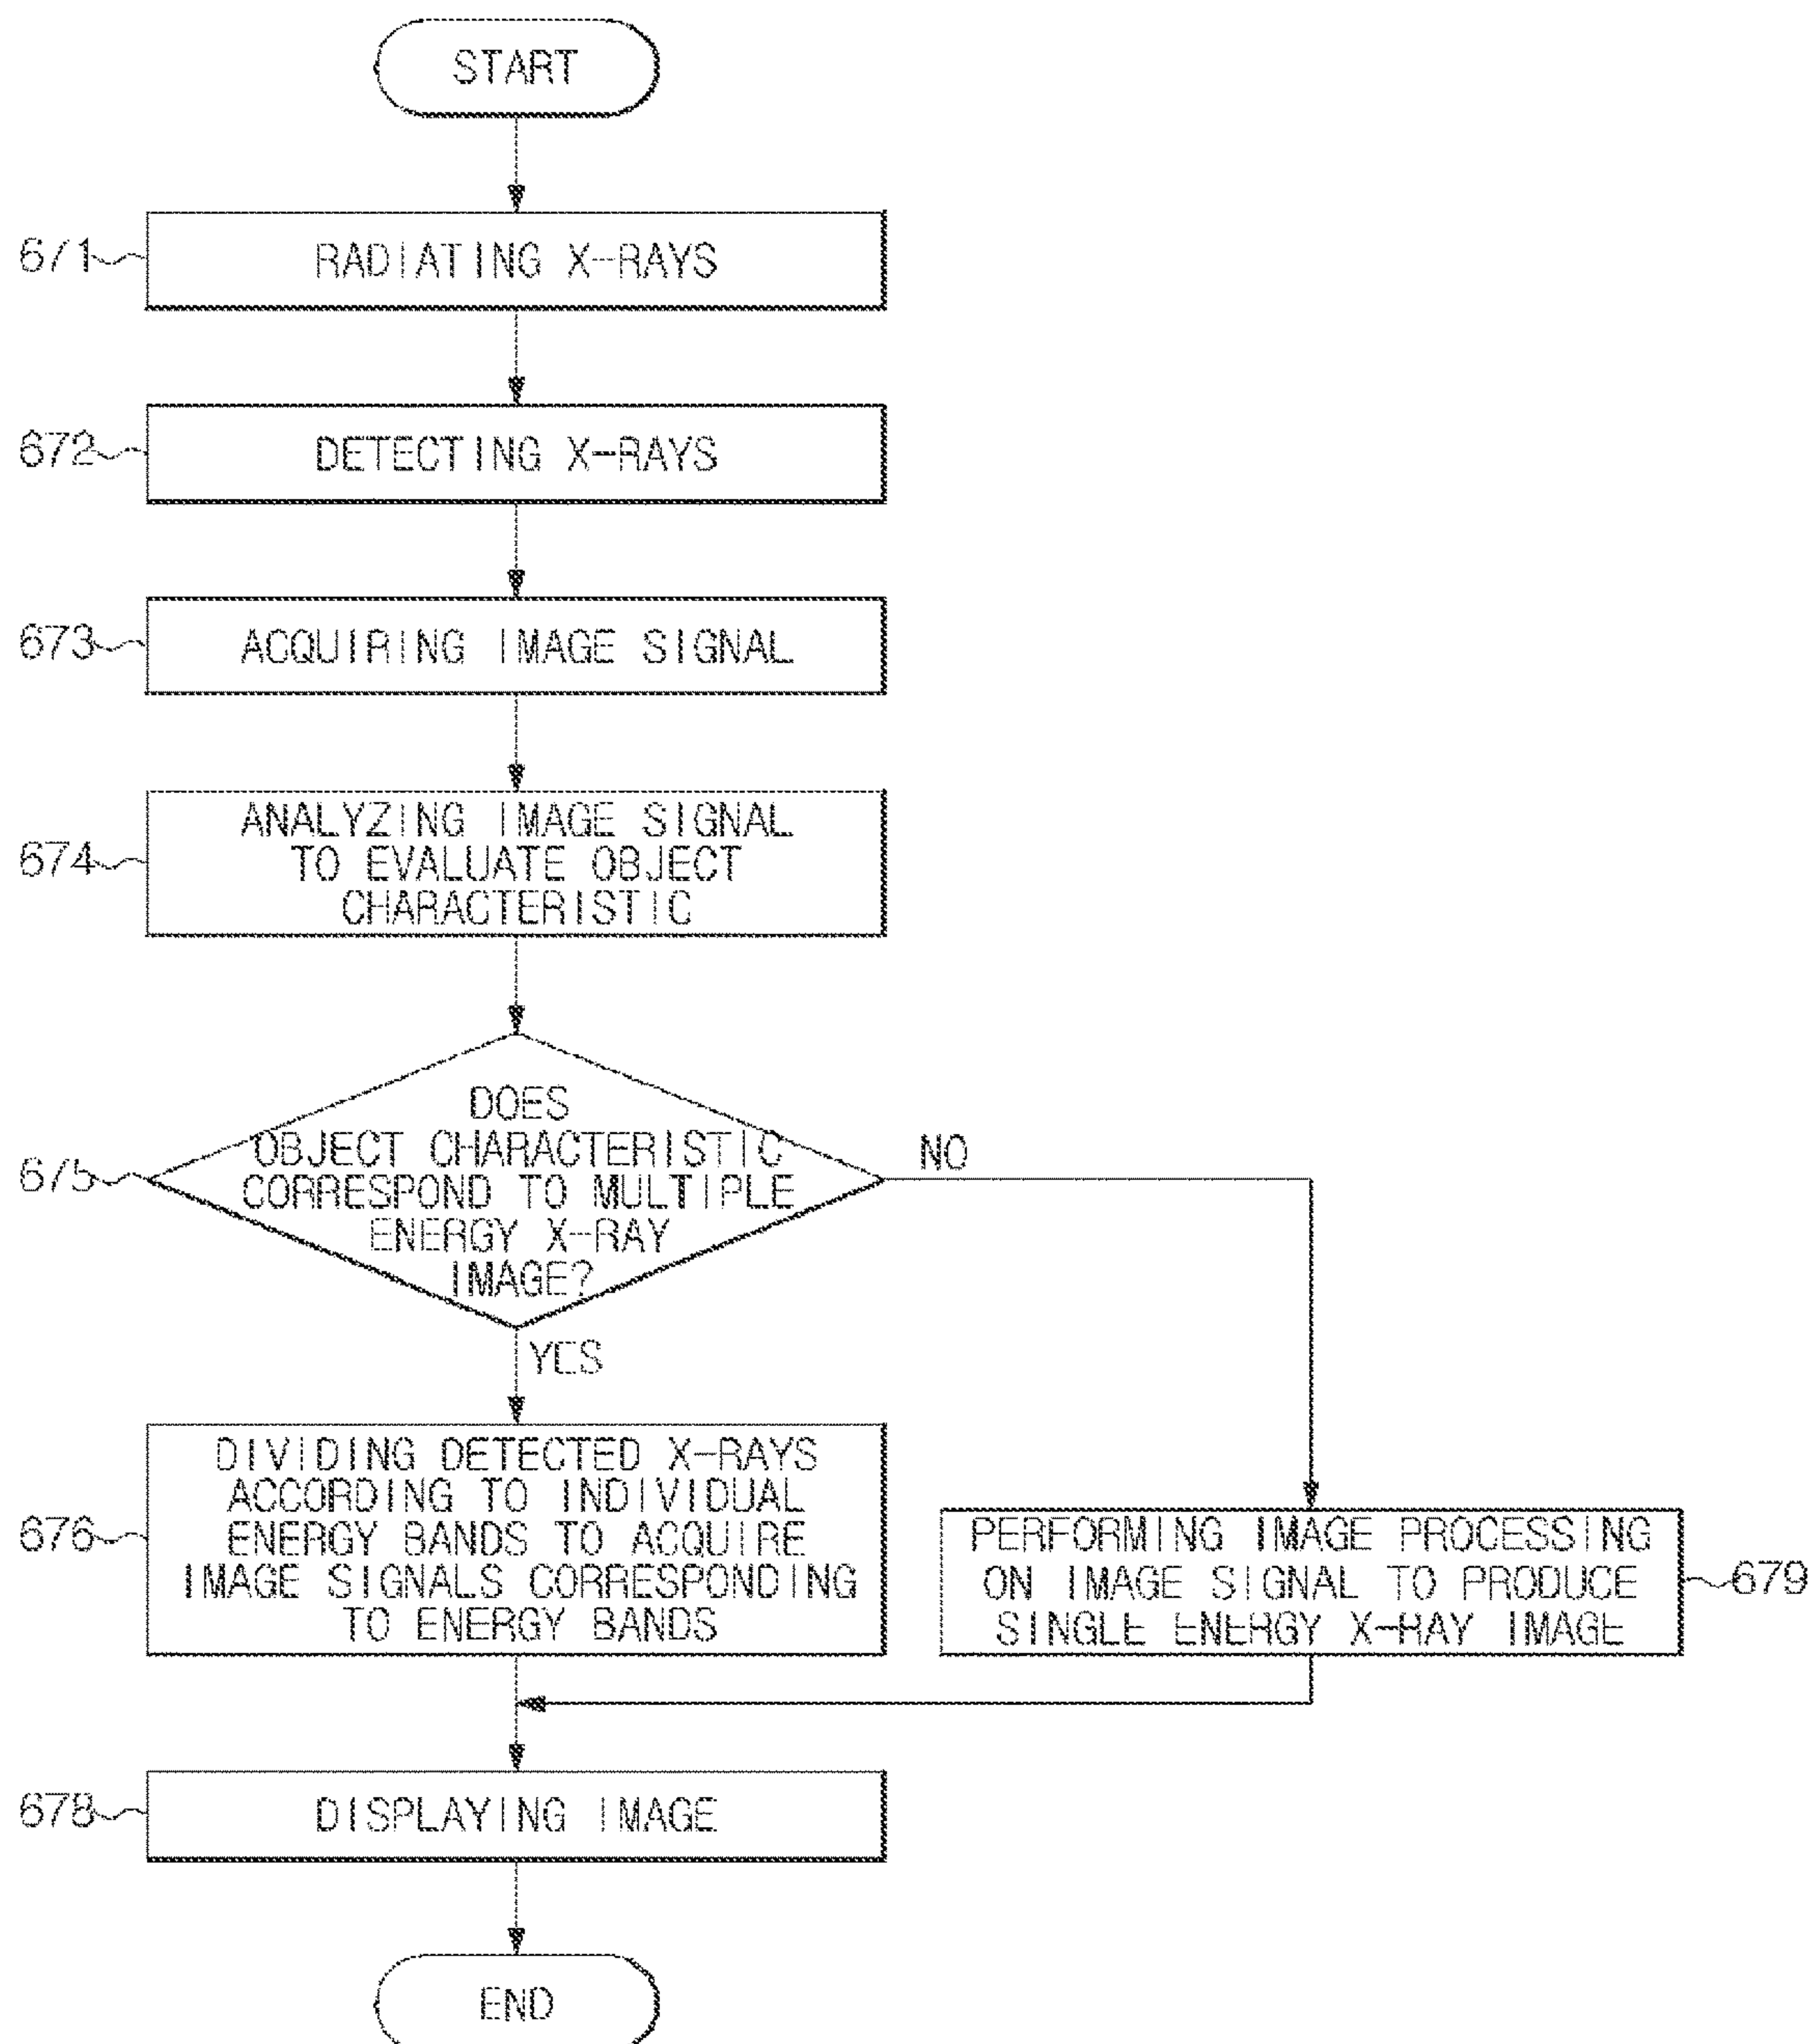 START
671
RADIATING X-RAYS
672
DETECTING X-RAYS
673
ACQUIRING IMAGE SIGNAL
674
ANALYZING IMAGE SIGNAL
TO EVALUATE OBJECT
CHARACTERISTIC
675
DOES
OBJECT CHARACTERISTIC
CORRESPOND TO MULTIPLE
ENERGY X-RAY
IMAGE?
NO
YES
676
DIVIDING DETECTED X-RAYS
ACCORDING TO INDIVIDUAL
ENERGY BANDS TO ACQUIRE
IMAGE SIGNALS CORRESPONDING
TO ENERGY BANDS
PERFORMING IMAGE PROCESSING
ON IMAGE SIGNAL TO PRODUCE
SINGLE ENERGY X-RAY IMAGE
679
678
DISPLAYING IMAGE
END